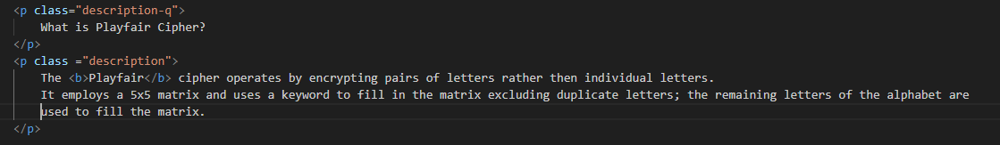 <p class="description-q">
What is Playfair Cipher?
</p>
<p class ="description">
The <b>Playfair</b> cipher operates by encrypting pairs of letters rather then individual letters.
It employs a 5x5 matrix and uses a keyword to fill in the matrix excluding duplicate letters; the remaining letters of the alphabet are
used to fill the matrix.
</p>